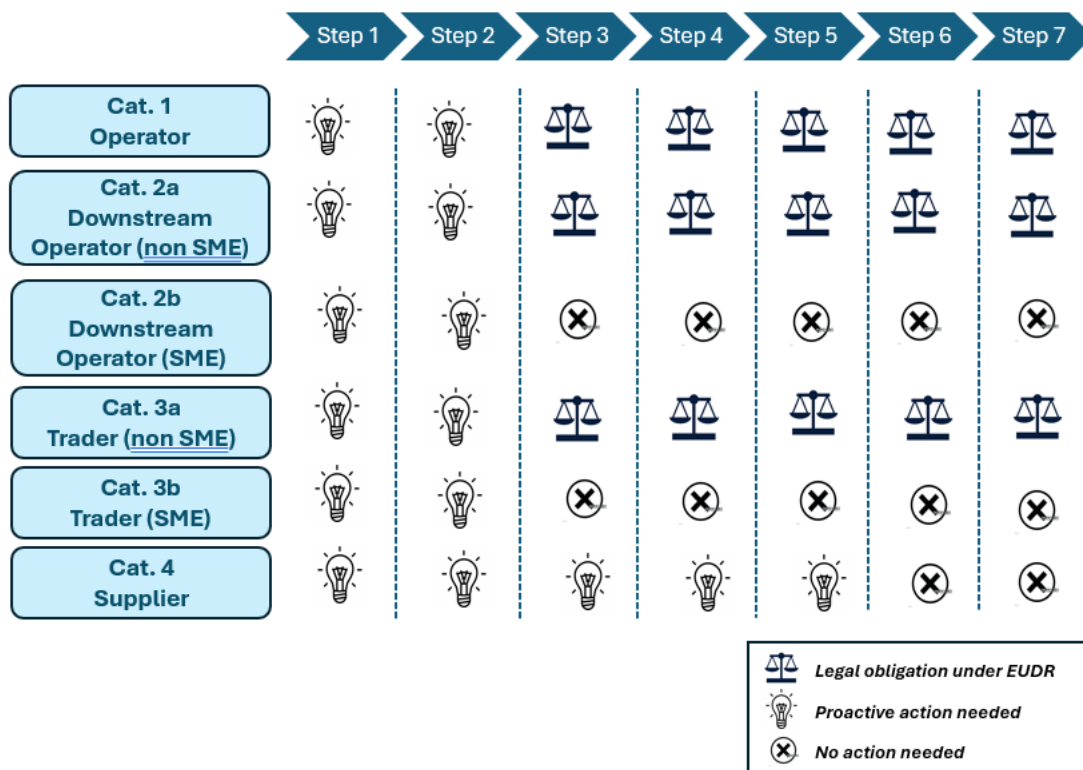 Step 1
Step 2
Step 3
Step 4
Step 5
Step 6
Step 7
Cat. 1
Operator
Cat. 2a
Downstream
Operator (non SME)
Cat. 2b
Downstream
Operator (SME)
Cat. 3a
Trader (non SME)
Cat. 3b
Trader (SME)
Cat. 4
Supplier
Legal obligation under EUDR
Proactive action needed
No action needed